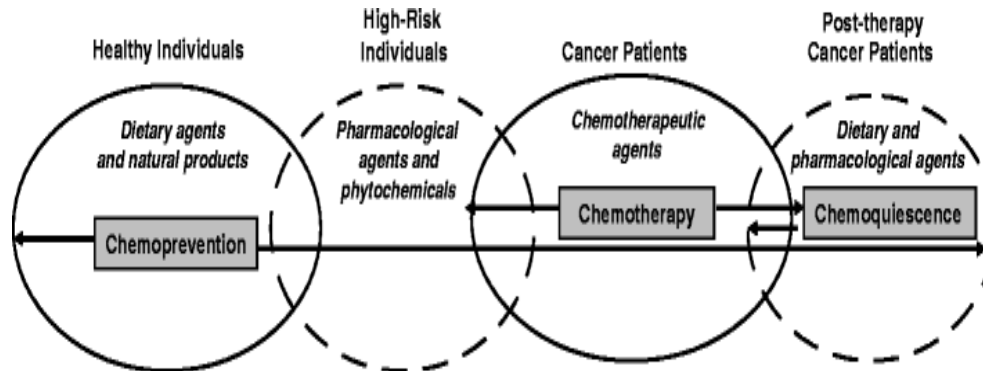 Healthy Individuals
High-Risk
Individuals
Cancer Patients
Post-therapy
Cancer Patients
Dietary agents
and natural products
Pharmacological
agents and
phytochemicals
Chemotherapeutic
agents
Dietary and
pharmacological agents
Chemoprevention
Chemotherapy
Chemoquiescence